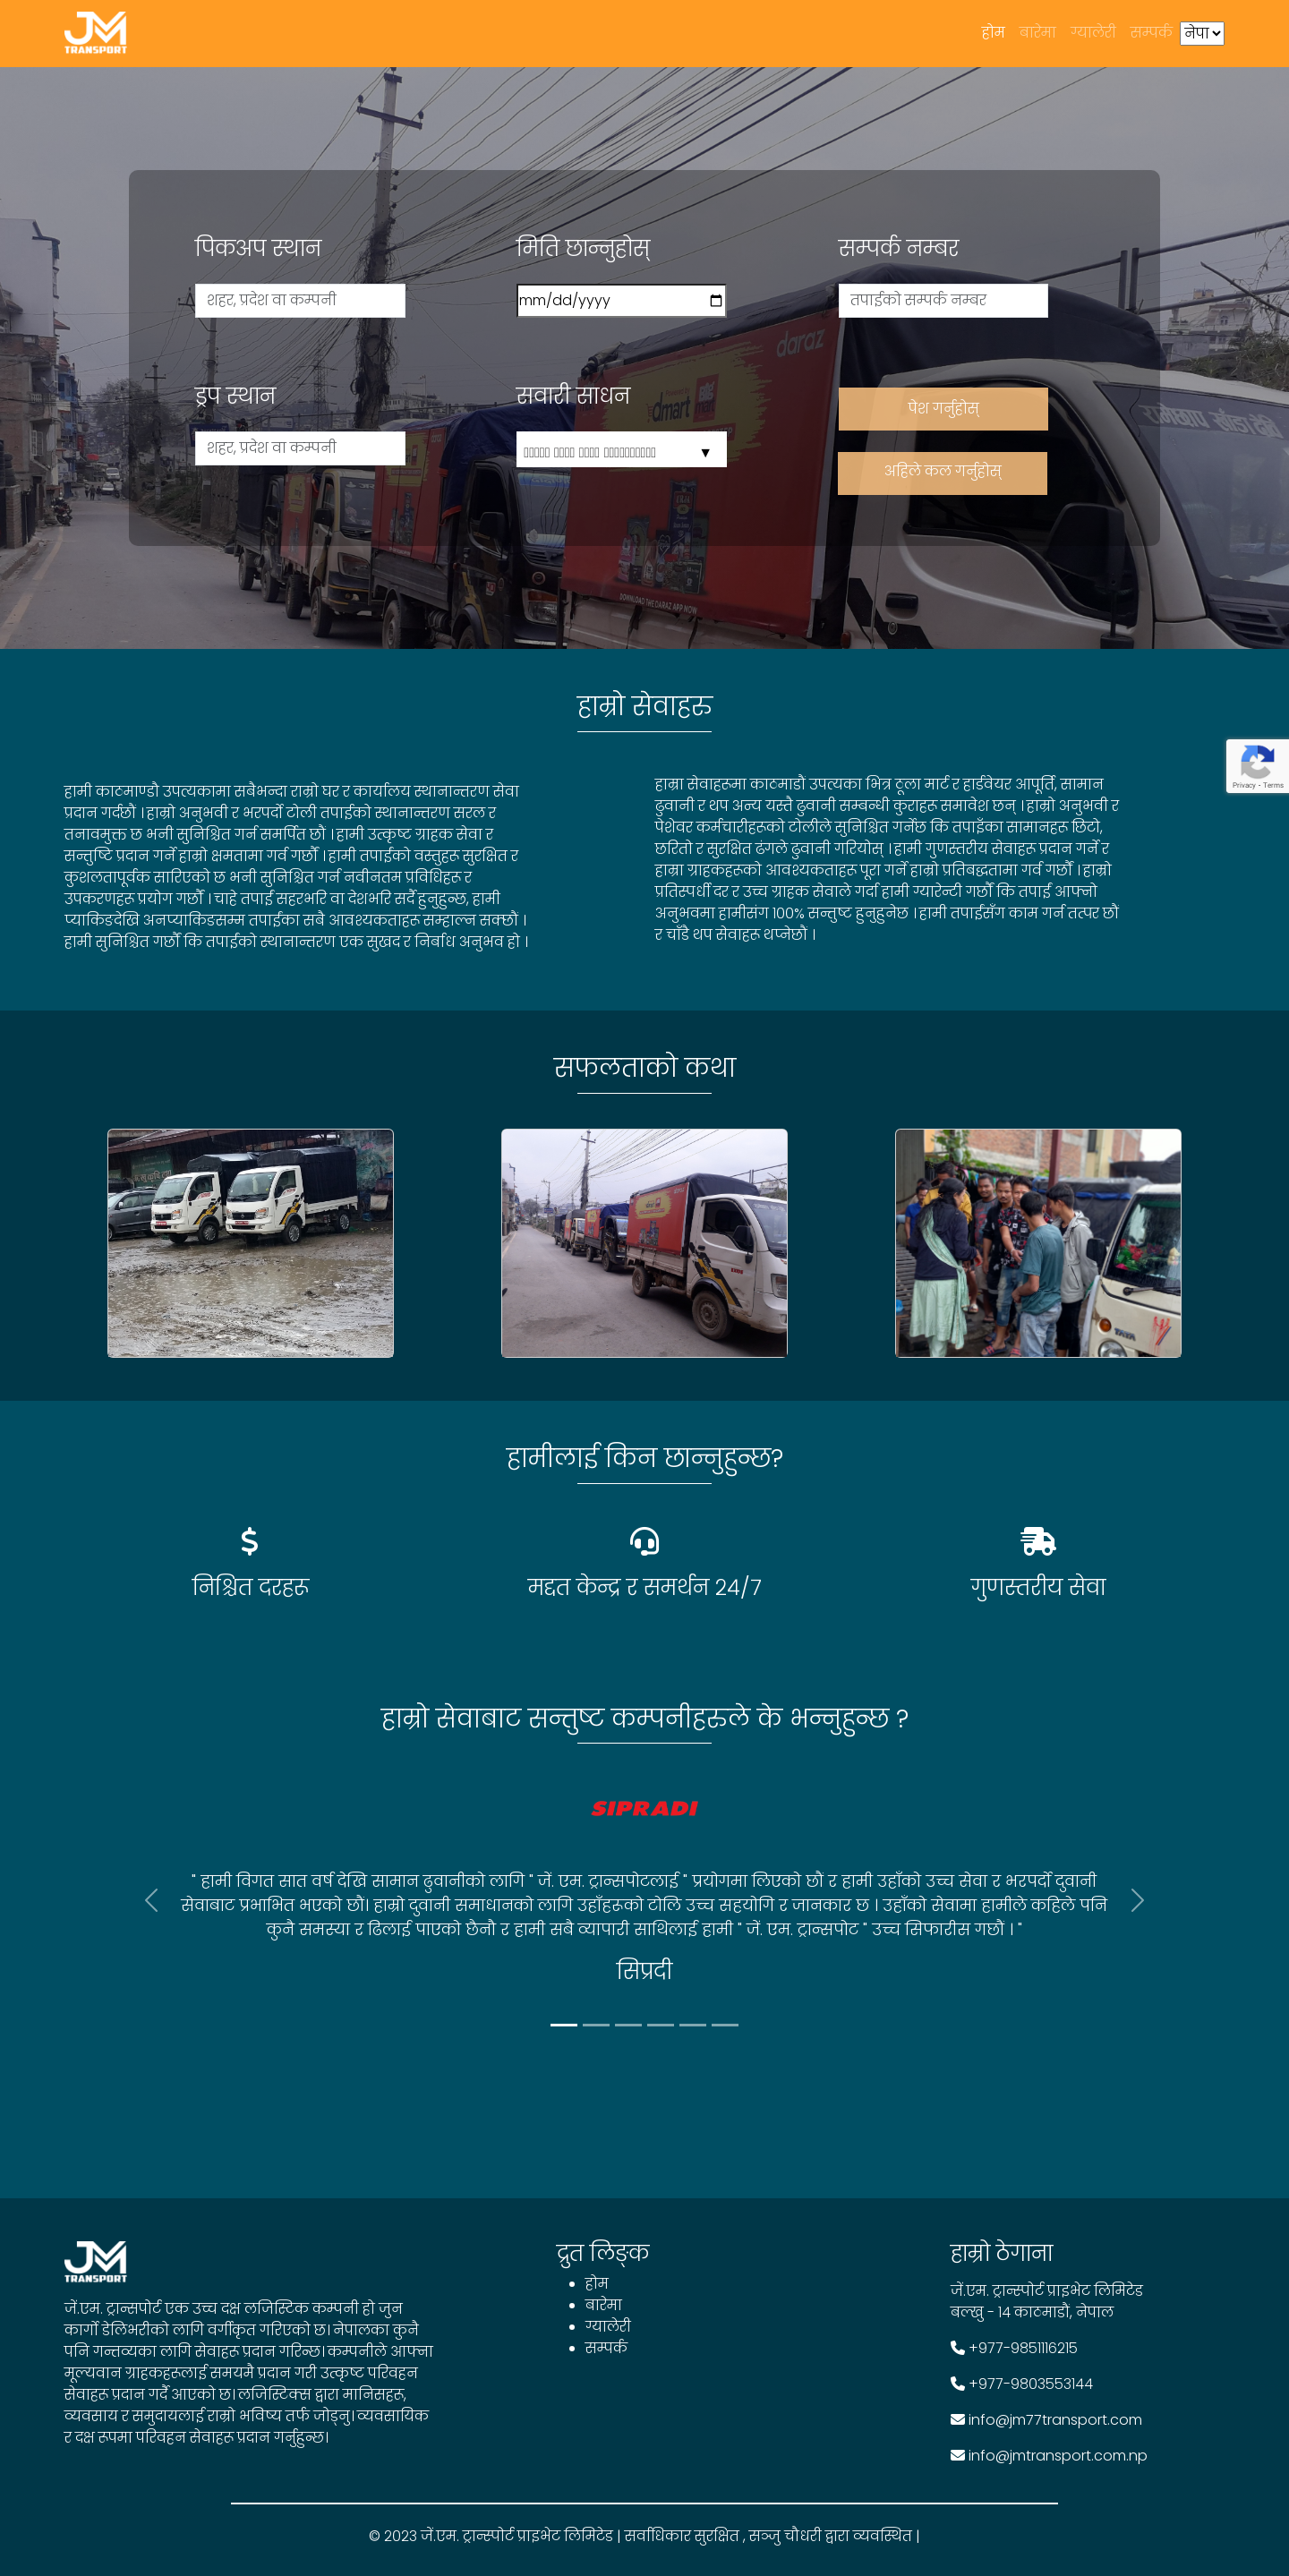 JM
TRANSPORT
होम बारेमा ग्यालेरी सम्पर्क नेपा
पिकअप स्थान
शहर, प्रदेश वा कम्पनी
मिति छान्नुहोस्
mm/dd/yyyy
सम्पर्क नम्बर
तपाईको सम्पर्क नम्बर
ड्रप स्थान
शहर, प्रदेश वा कम्पनी
सवारी साधन
पेश गर्नुहोस्
अहिले कल गर्नुहोस्
daraz
dmart
DOWNLOAD THE DARAZ APP NOW
हाम्रो सेवाहरु
हामी काठमाण्डौ उपत्यकामा सबैभन्दा राम्रो घर र कार्यालय स्थानान्तरण सेवा
प्रदान गर्दछौं । हाम्रो अनुभवी र भरपर्दो टोली तपाईको स्थानान्तरण सरल र
तनावमुक्त छ भनी सुनिश्चित गर्न समर्पित छौं । हामी उत्कृष्ट ग्राहक सेवा र
सन्तुष्टि प्रदान गर्ने हाम्रो क्षमतामा गर्व गर्छौं । हामी तपाईको वस्तुहरू सुरक्षित र
कुशलतापूर्वक सारिएको छ भनी सुनिश्चित गर्न नवीनतम प्रविधिहरू र
उपकरणहरू प्रयोग गर्छौं । चाहे तपाई सहरभरि वा देशभरि सर्दै हुनुहुन्छ, हामी
प्याकिङदेखि अनप्याकिङसम्म तपाईका सबै आवश्यकताहरू सम्हाल्न सक्छौं ।
हामी सुनिश्चित गर्छौं कि तपाईको स्थानान्तरण एक सुखद र निर्बाध अनुभव हो ।
हाम्रा सेवाहरूमा काठमाडौं उपत्यका भित्र ठूला मार्ट र हार्डवेयर आपूर्ति, सामान
ढुवानी र थप अन्य यस्तै ढुवानी सम्बन्धी कुराहरू समावेश छन् । हाम्रो अनुभवी र
पेशेवर कर्मचारीहरूको टोलीले सुनिश्चित गर्नेछ कि तपाइँका सामानहरू छिटो,
छरितो र सुरक्षित ढंगले ढुवानी गरियोस् । हामी गुणस्तरीय सेवाहरू प्रदान गर्ने र
हाम्रा ग्राहकहरूको आवश्यकताहरू पूरा गर्ने हाम्रो प्रतिबद्धतामा गर्व गर्छौं । हाम्रो
प्रतिस्पर्धी दर र उच्च ग्राहक सेवाले गर्दा हामी ग्यारेन्टी गर्छौं कि तपाई आफ्नो
अनुभवमा हामीसंग 100% सन्तुष्ट हुनुहुनेछ । हामी तपाईसँग काम गर्न तत्पर छौं
र चाँडै थप सेवाहरू थप्नेछौं ।
Privacy - Terms
सफलताको कथा
TATA
हामीलाई किन छान्नुहुन्छ?
निश्चित दरहरू
मद्दत केन्द्र र समर्थन 24/7
गुणस्तरीय सेवा
हाम्रो सेवाबाट सन्तुष्ट कम्पनीहरुले के भन्नुहुन्छ ?
SIPRADI
" हामी विगत सात वर्ष देखि सामान ढुवानीको लागि " जें. एम. ट्रान्सपोटलाई " प्रयोगमा लिएको छौं र हामी उहाँको उच्च सेवा र भरपर्दो दुवानी
सेवाबाट प्रभाभित भएको छौ। हाम्रो दुवानी समाधानको लागि उहाँहरूको टोलि उच्च सहयोगि र जानकार छ । उहाँको सेवामा हामीले कहिले पनि
कुनै समस्या र ढिलाई पाएको छैनौ र हामी सबै व्यापारी साथिलाई हामी " जें. एम. ट्रान्सपोट " उच्च सिफारीस गछौं । "
सिप्रदी
JM
TRANSPORT
जें.एम. ट्रान्सपोर्ट एक उच्च दक्ष लजिस्टिक कम्पनी हो जुन
कार्गो डेलिभरीको लागि वर्गीकृत गरिएको छ। नेपालका कुनै
पनि गन्तव्यका लागि सेवाहरू प्रदान गरिन्छ। कम्पनीले आफ्ना
मूल्यवान ग्राहकहरूलाई समयमै प्रदान गरी उत्कृष्ट परिवहन
सेवाहरू प्रदान गर्दै आएको छ। लजिस्टिक्स द्वारा मानिसहरू,
व्यवसाय र समुदायलाई राम्रो भविष्य तर्फ जोड्नु। व्यवसायिक
र दक्ष रूपमा परिवहन सेवाहरू प्रदान गर्नुहुन्छ।
द्रुत लिङ्क
होम
बारेमा
ग्यालेरी
सम्पर्क
हाम्रो ठेगाना
जें.एम. ट्रान्स्पोर्ट प्राइभेट लिमिटेड
बल्खु - 14 काठमाडौं, नेपाल
+977-9851116215
+977-9803553144
info@jm77transport.com
info@jmtransport.com.np
© 2023 जें.एम. ट्रान्स्पोर्ट प्राइभेट लिमिटेड | सर्वाधिकार सुरक्षित , सञ्जु चौधरी द्वारा व्यवस्थित |